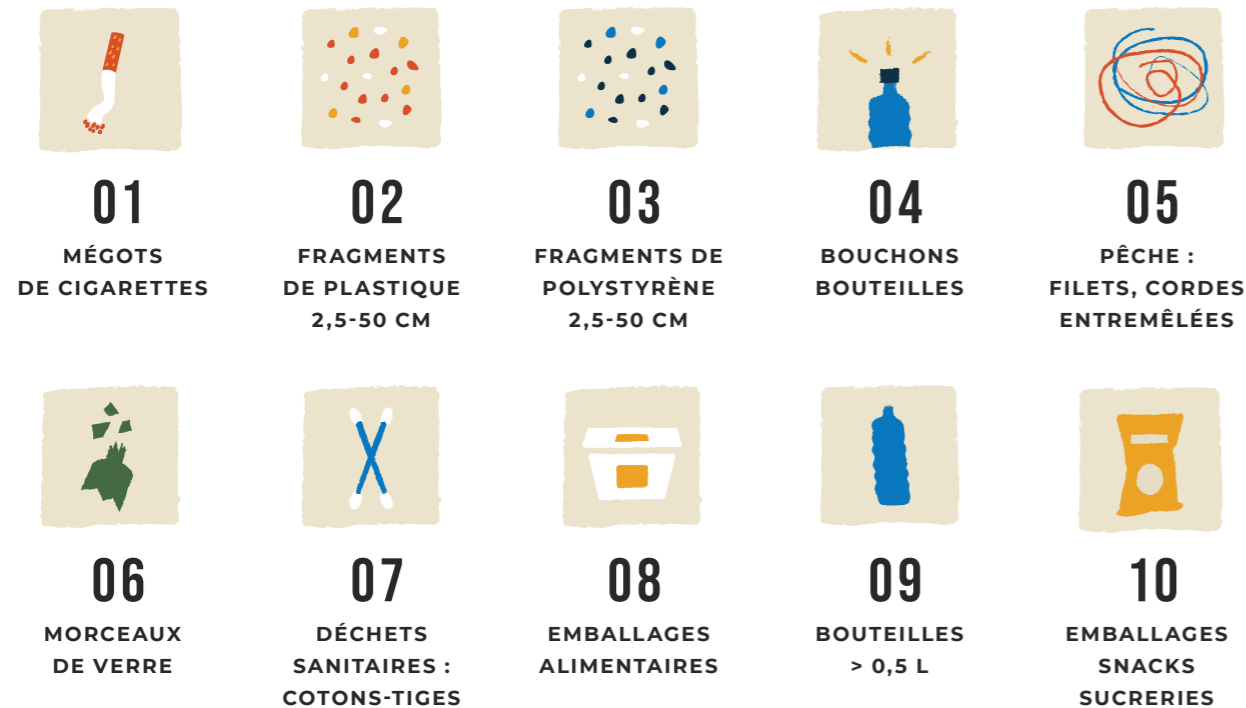 01
MÉGOTS
DE CIGARETTES
02
FRAGMENTS
DE PLASTIQUE
2,5-50 CM
03
FRAGMENTS DE
POLYSTYRÈNE
2,5-50 CM
04
BOUCHONS
BOUTEILLES
05
PÊCHE :
FILETS, CORDES
ENTREMÊLÉES
06
MORCEAUX
DE VERRE
07
DÉCHETS
SANITAIRES :
COTONS-TIGES
08
EMBALLAGES
ALIMENTAIRES
09
BOUTEILLES
> 0,5 L
10
EMBALLAGES
SNACKS
SUCRERIES